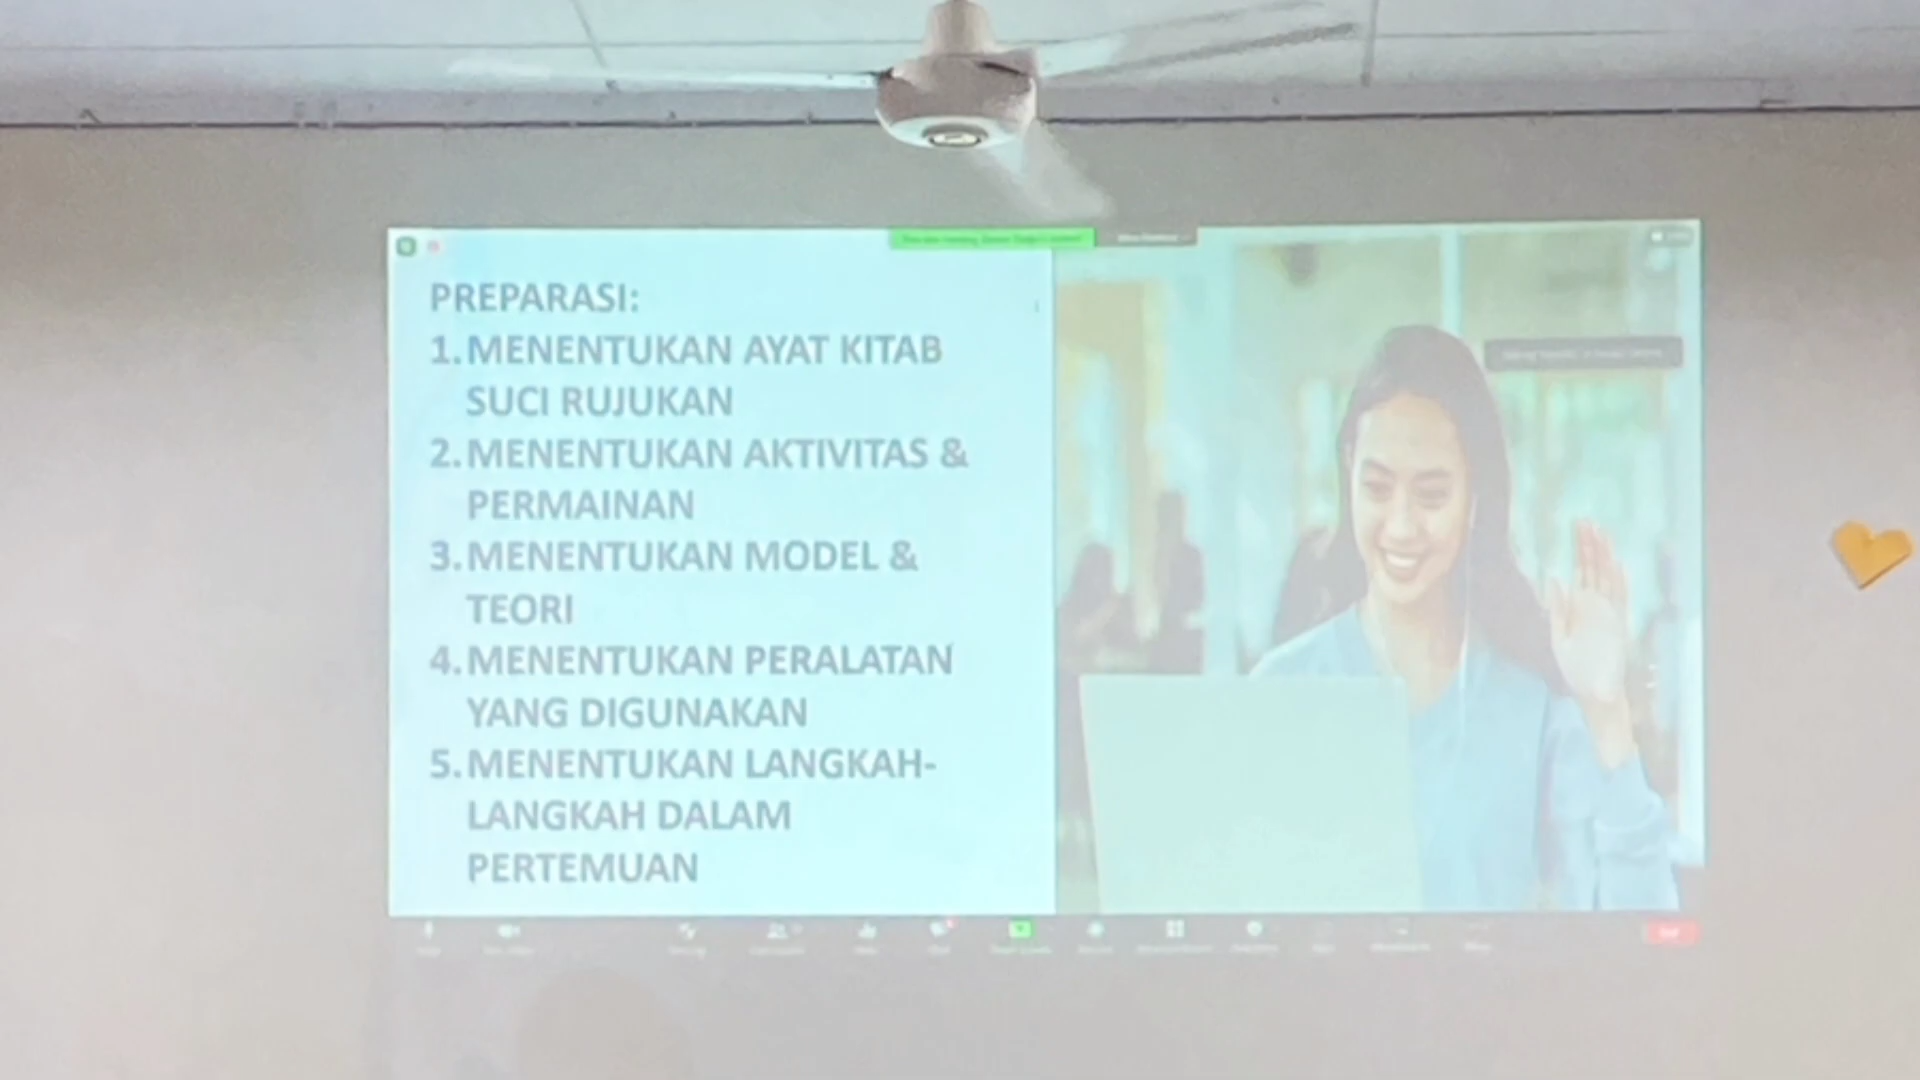 PREPARASI:
1. MENENTUKAN AYAT KITAB
SUCI RUJUKAN
2. MENENTUKAN AKTIVITAS &
PERMAINAN
3. MENENTUKAN MODEL &
TEORI
4. MENENTUKAN PERALATAN
YANG DIGUNAKAN
5. MENENTUKAN LANGKAH-
LANGKAH DALAM
PERTEMUAN